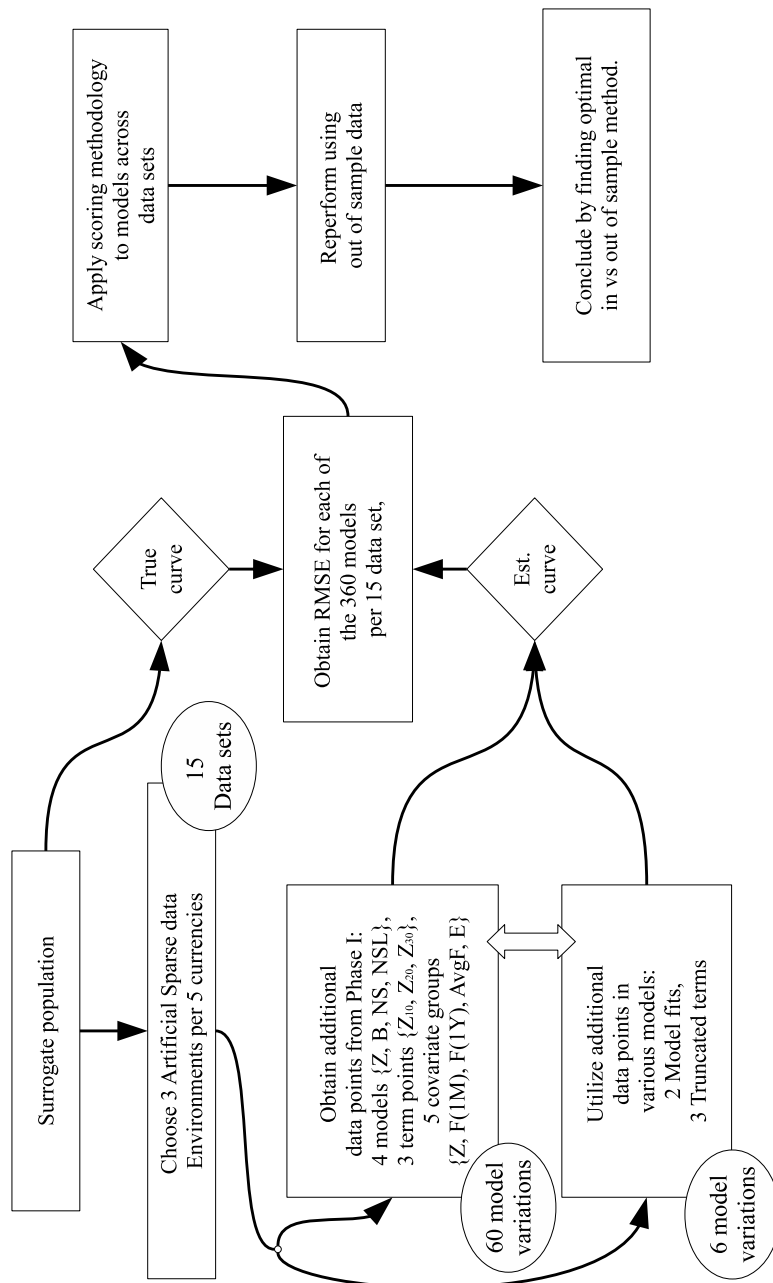 Surrogate population
Choose 3 Artificial Sparse data
Environments per 5 currencies
15
Data sets
Obtain additional
data points from Phase I:
4 models {Z, B, NS, NSL},
3 term points {Z10, Z20, Z30},
5 covariate groups
{Z, F(1M), F(1Y), AvgF, E}
60 model
variations
Utilize additional
data points in
various models:
2 Model fits,
3 Truncated terms
6 model
variations
True
curve
Est.
curve
Obtain RMSE for each of
the 360 models
per 15 data set,
Apply scoring methodology
to models across
data sets
Reperform using
out of sample data
Conclude by finding optimal
in vs out of sample method.